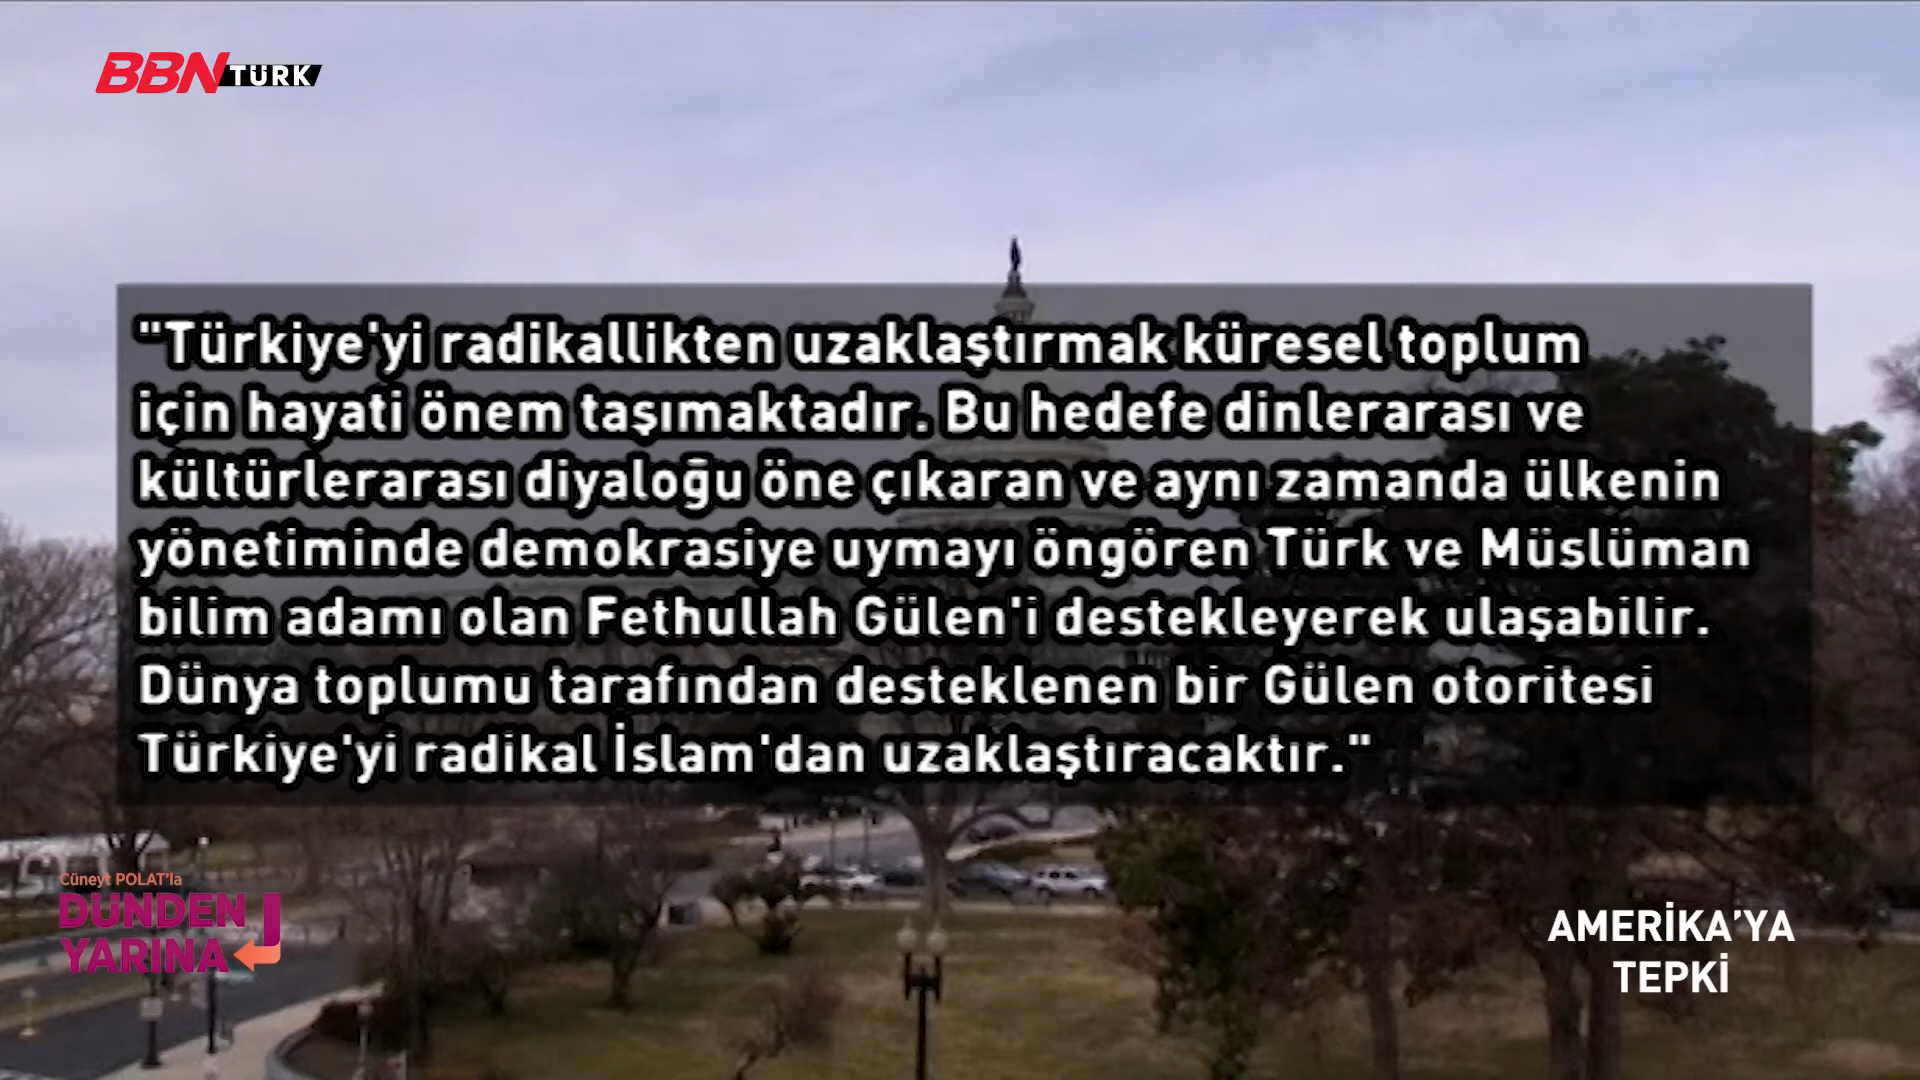 BBN TÜRK
"Türkiye'yi radikallikten uzaklaştırmak küresel toplum
için hayati önem taşımaktadır. Bu hedefe dinlerarası ve
kültürlerarası diyaloğu öne çıkaran ve aynı zamanda ülkenin
yönetiminde demokrasiye uymayı öngören Türk ve Müslüman
bilim adamı olan Fethullah Gülen'i destekleyerek ulaşabilir.
Dünya toplumu tarafından desteklenen bir Gülen otoritesi
Türkiye'yi radikal İslam'dan uzaklaştıracaktır."
Cüneyt POLAT'la
DÜNDEN
YARINA
AMERİKA'YA
TEPKİ